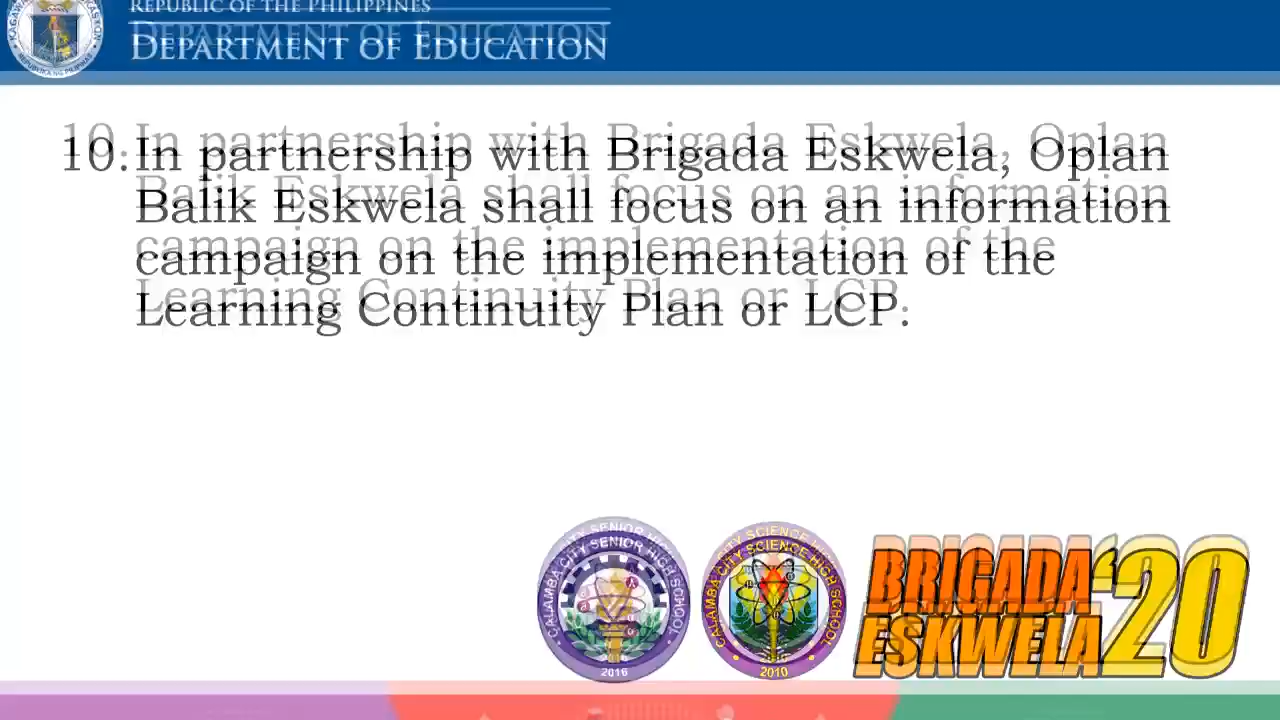 REPUBLIC OF THE PHILIPPINES
DEPARTMENT OF EDUCATION
10. In partnership with Brigada Eskwela, Oplan
Balik Eskwela shall focus on an information
campaign on the implementation of the
Learning Continuity Plan or LCP.
CALAMBA CITY SENIOR HIGH SCHOOL
2016
CALAMBA CITY SCIENCE HIGH SCHOOL
2010
BRIGADA
ESKWELA
‘20